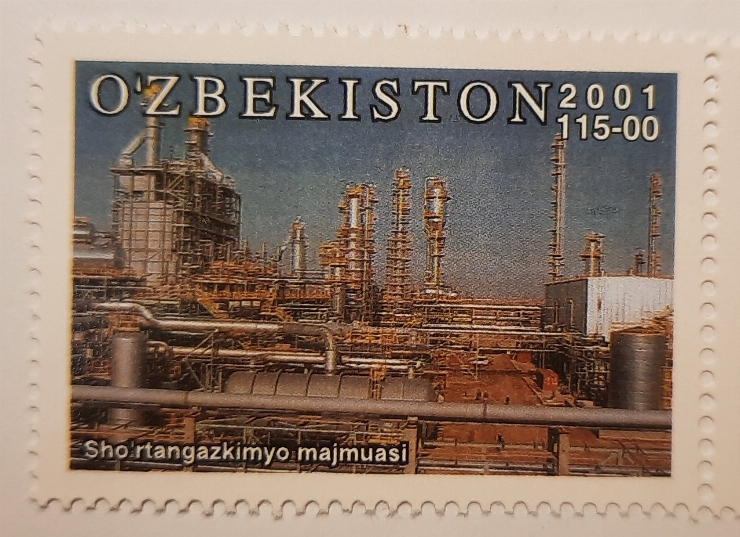 O'ZBEKISTON 2001
115-00
Sho'rtangazkimyo majmuasi